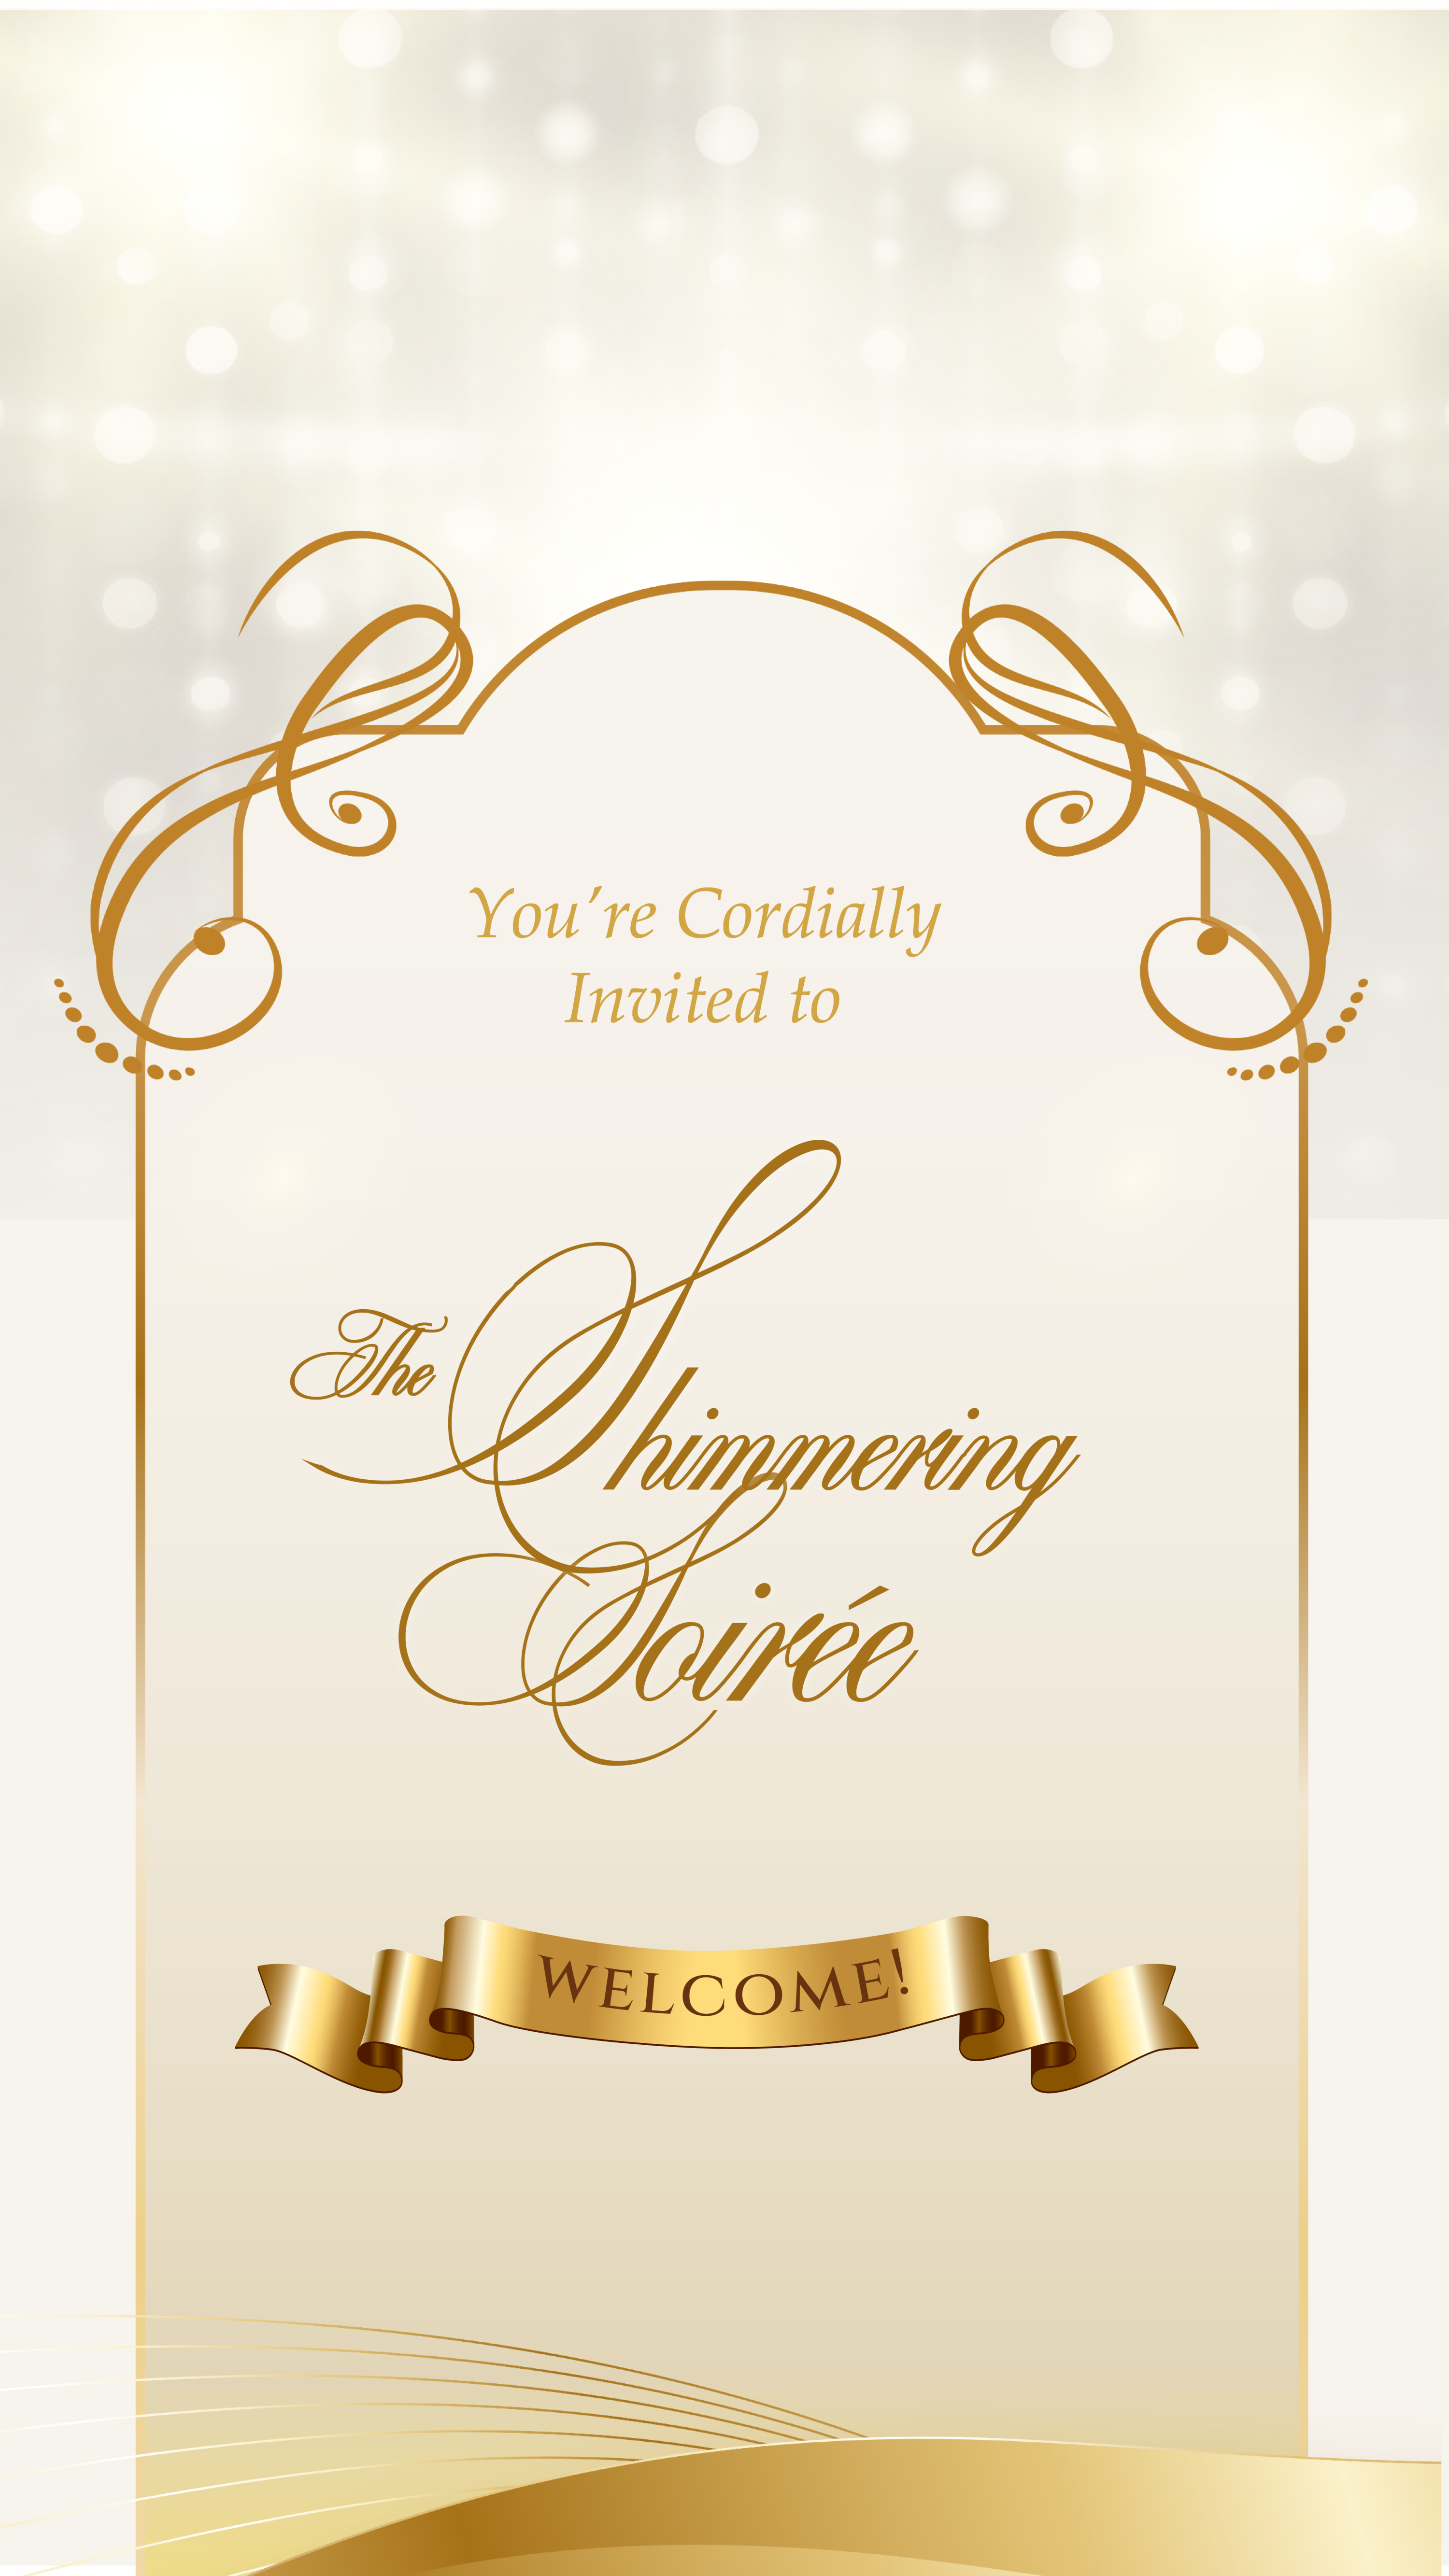 You're Cordially
Invited to
The Shimmering
Soirée
WELCOME!